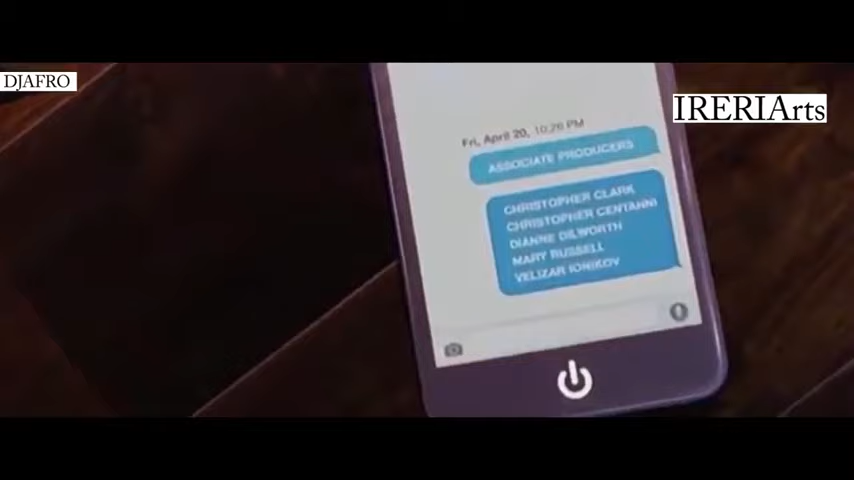 DJAFRO
IRERIArts
Fri, April 20, 10:26 PM
ASSOCIATE PRODUCERS
CHRISTOPHER CLARK
CHRISTOPHER CENTANNI
DIANNE DILWORTH
MARY RUSSELL
VELIZAR IONIKOV